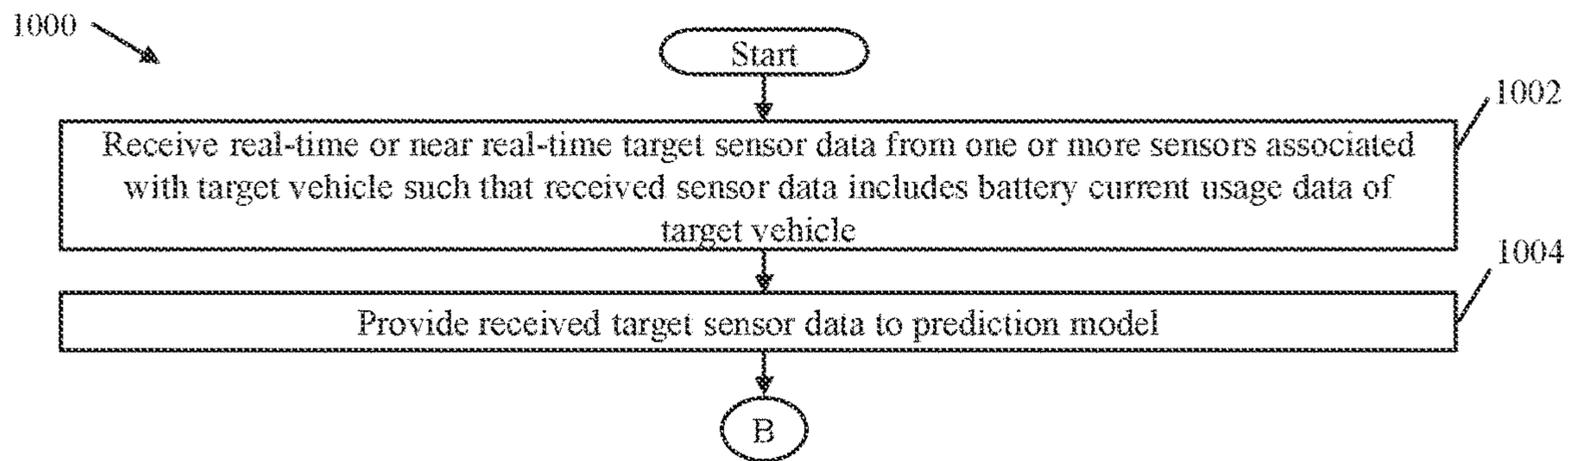 1000
Start
1002
Receive real-time or near real-time target sensor data from one or more sensors associated
with target vehicle such that received sensor data includes battery current usage data of
target vehicle
1004
Provide received target sensor data to prediction model
B